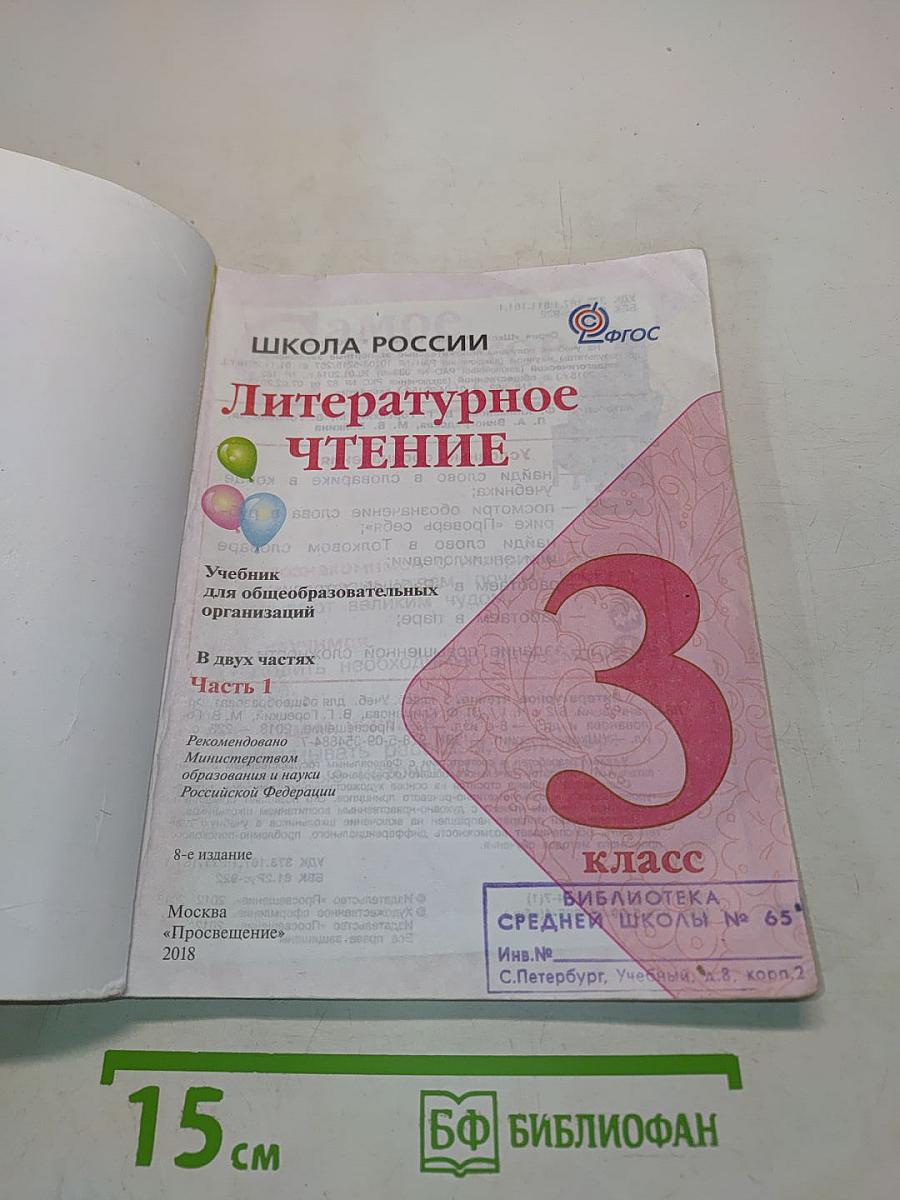 ШКОЛА РОССИИ
ФГОС
Литературное
ЧТЕНИЕ
Учебник
для общеобразовательных
организаций
В двух частях
Часть 1
Рекомендовано
Министерством
образования и науки
Российской Федерации
3
класс
8-е издание
Москва
«Просвещение»
2018
БИБЛИОТЕКА
СРЕДНЕЙ ШКОЛЫ № 65
Инв.№
С.Петербург, Учебный, д.8, корп.2
15 см
БФ БИБЛИОФАН